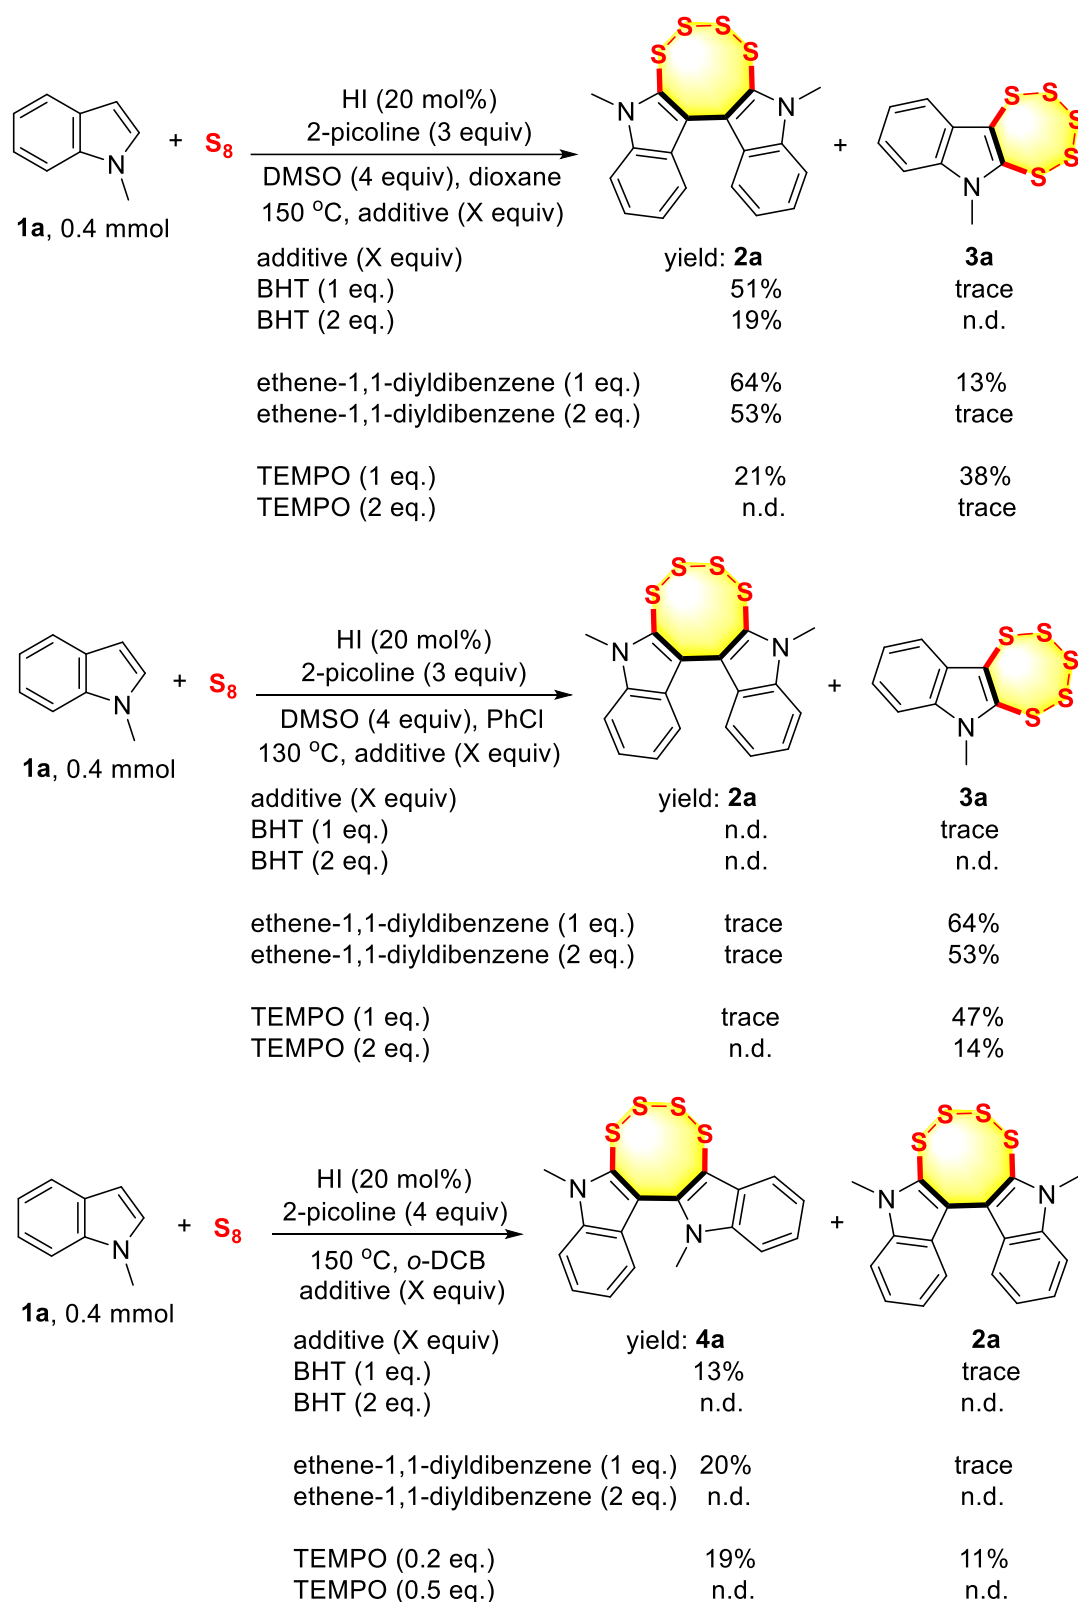 S S S S
HI (20 mol%)
2-picoline (3 equiv)
N N
S S S S S
+ S8
+
N
N
DMSO (4 equiv), dioxane
150 °C, additive (X equiv)
1a, 0.4 mmol
additive (X equiv) yield: 2a 3a
BHT (1 eq.) 51% trace
BHT (2 eq.) 19% n.d.
ethene-1,1-diyldibenzene (1 eq.) 64% 13%
ethene-1,1-diyldibenzene (2 eq.) 53% trace
TEMPO (1 eq.) 21% 38%
TEMPO (2 eq.) n.d. trace
S S S S
HI (20 mol%)
2-picoline (3 equiv)
N N
S S S S S
+ S8
+
N
N
DMSO (4 equiv), PhCl
130 °C, additive (X equiv)
1a, 0.4 mmol
additive (X equiv) yield: 2a 3a
BHT (1 eq.) n.d. trace
BHT (2 eq.) n.d. n.d.
ethene-1,1-diyldibenzene (1 eq.) trace 64%
ethene-1,1-diyldibenzene (2 eq.) trace 53%
TEMPO (1 eq.) trace 47%
TEMPO (2 eq.) n.d. 14%
S S S S
S S S S
HI (20 mol%)
2-picoline (4 equiv)
N N
N N
+ S8
+
N
150 °C, o-DCB
additive (X equiv)
1a, 0.4 mmol
additive (X equiv) yield: 4a 2a
BHT (1 eq.) 13% trace
BHT (2 eq.) n.d. n.d.
ethene-1,1-diyldibenzene (1 eq.) 20% trace
ethene-1,1-diyldibenzene (2 eq.) n.d. n.d.
TEMPO (0.2 eq.) 19% 11%
TEMPO (0.5 eq.) n.d. n.d.